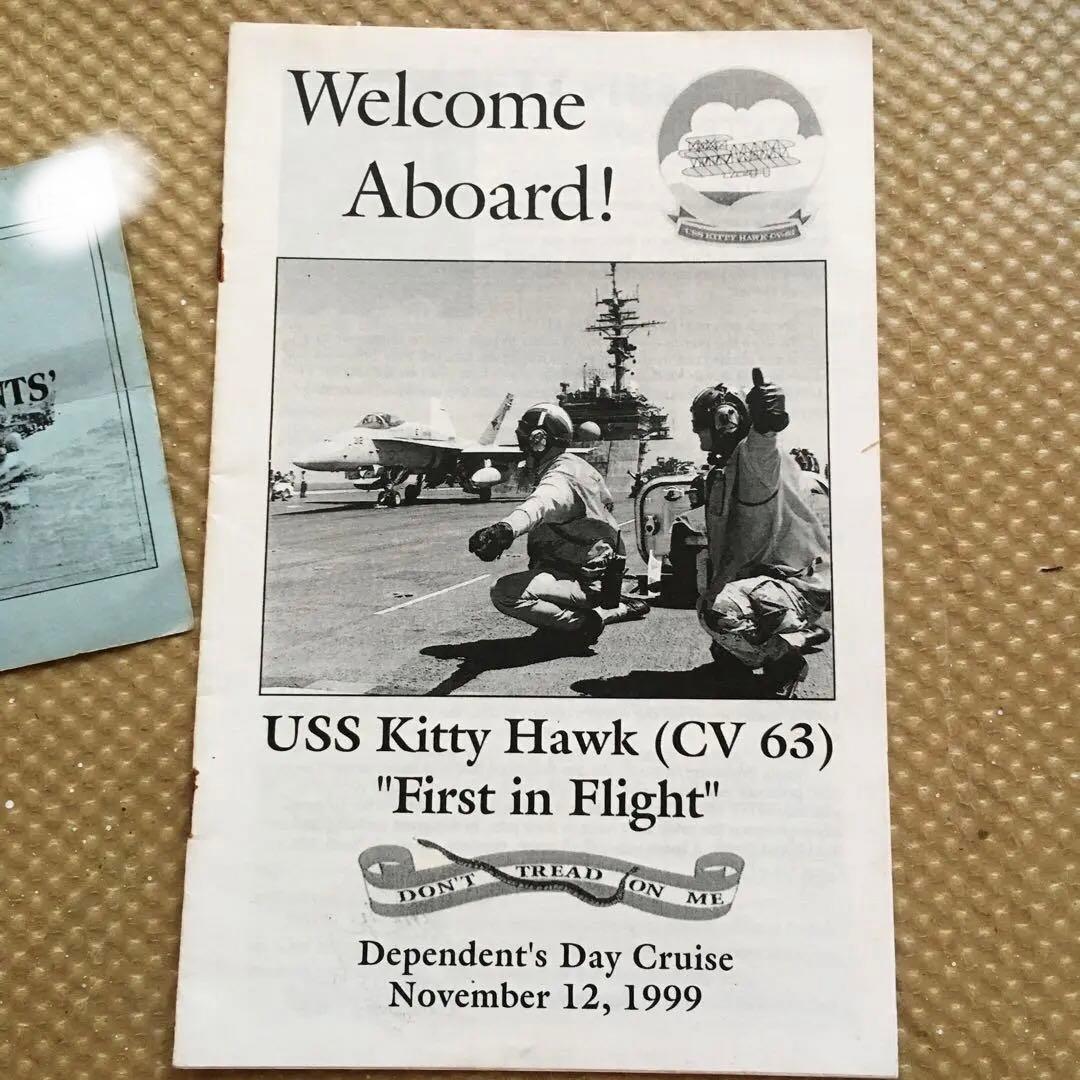 Welcome
Aboard!
USS KITTY HAWK CV-63
NTS'
312
USS Kitty Hawk (CV 63)
"First in Flight"
DON'T TREAD ON ME
Dependent's Day Cruise
November 12, 1999